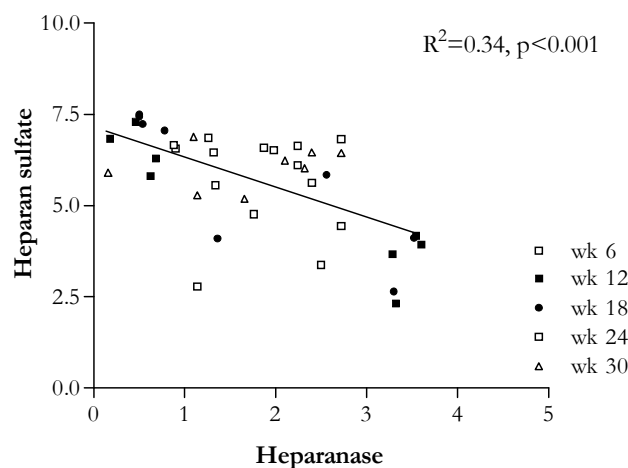 10.0
R²=0.34, p<0.001
7.5
Heparan sulfate
5.0
wk 6
wk 12
2.5
wk 18
wk 24
wk 30
0.0
0 1 2 3 4 5
Heparanase